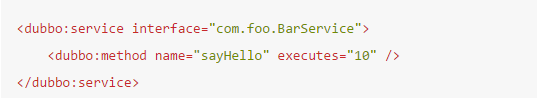 <dubbo:service interface="com.foo.BarService">
    <dubbo:method name="sayHello" executes="10" />
</dubbo:service>